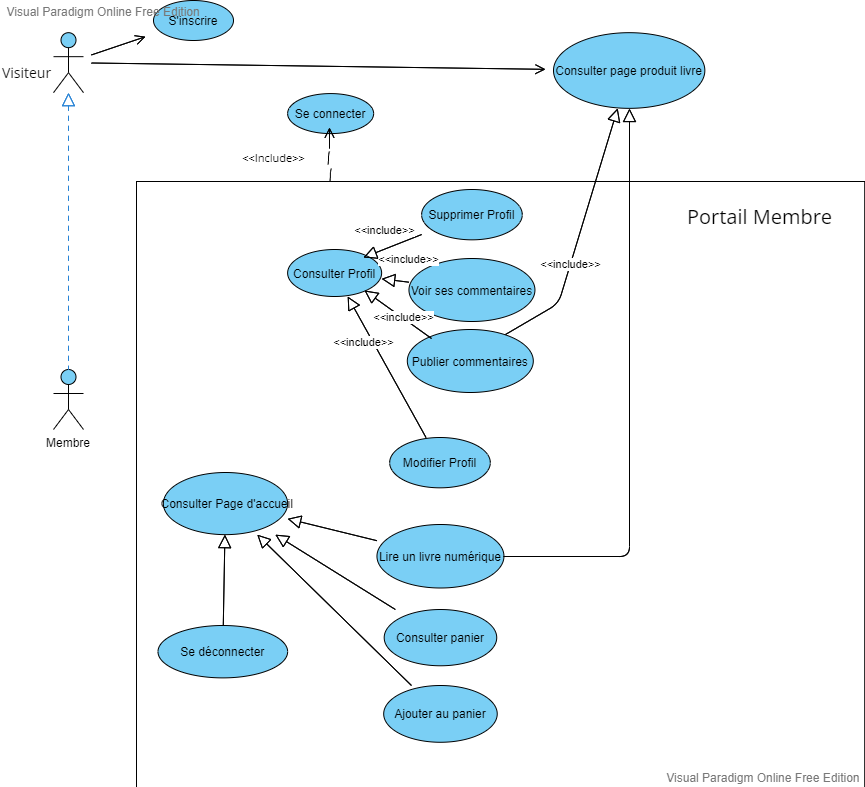 Visual Paradigm Online Free Edition
S'inscrire
Visiteur
Consulter page produit livre
Se connecter
<<Include>>
Portail Membre
Supprimer Profil
<<include>>
Consulter Profil
<<include>>
<<include>>
Voir ses commentaires
<<include>>
<<include>>
Publier commentaires
Membre
Modifier Profil
Consulter Page d'accueil
Lire un livre numérique
Consulter panier
Se déconnecter
Ajouter au panier
Visual Paradigm Online Free Edition